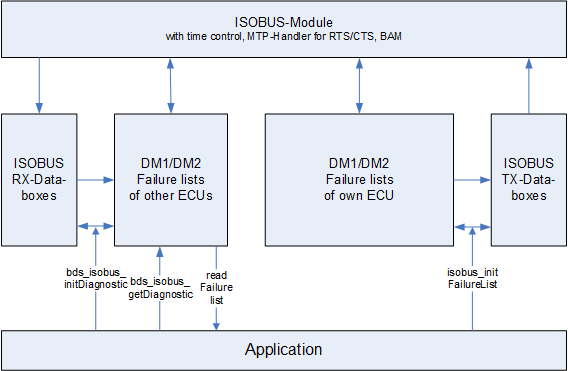 ISOBUS-Module
with time control, MTP-Handler for RTS/CTS, BAM
ISOBUS
RX-Data-
boxes
DM1/DM2
Failure lists
of other ECUs
DM1/DM2
Failure lists
of own ECU
ISOBUS
TX-Data-
boxes
bds_isobus_
initDiagnostic
bds_isobus_
getDiagnostic
read
Failure
list
isobus_init
FailureList
Application